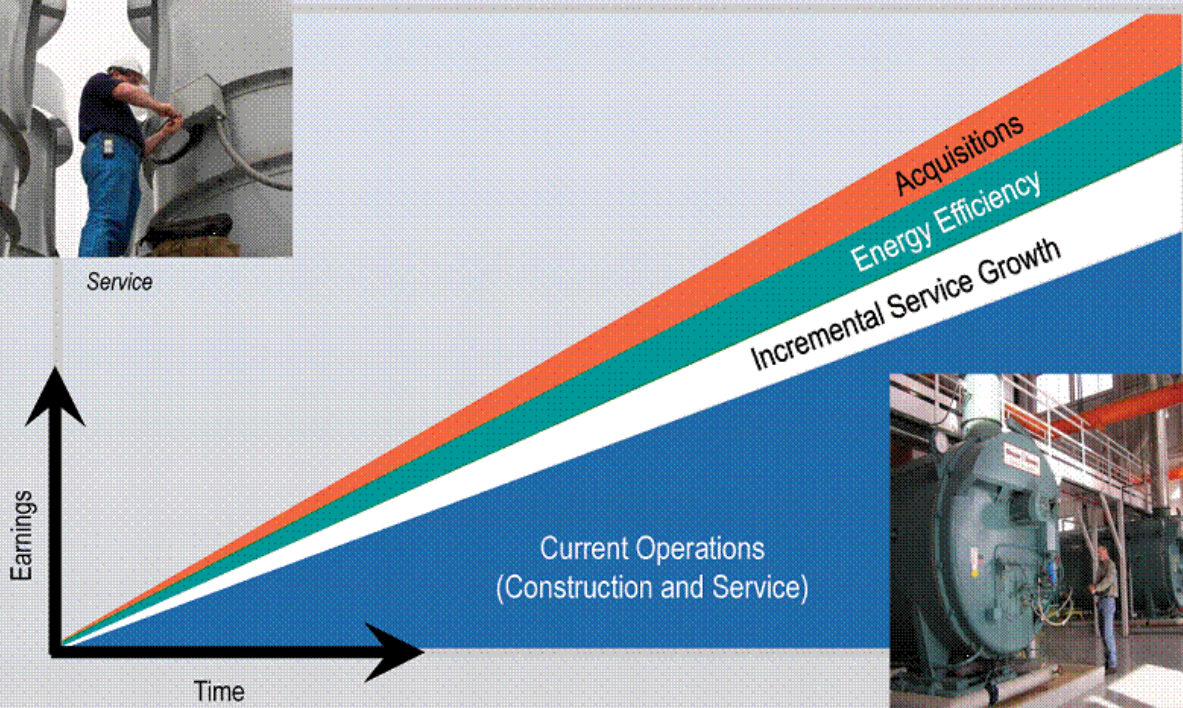 Service
Acquisitions
Energy Efficiency
Incremental Service Growth
Earnings
Current Operations
(Construction and Service)
Time